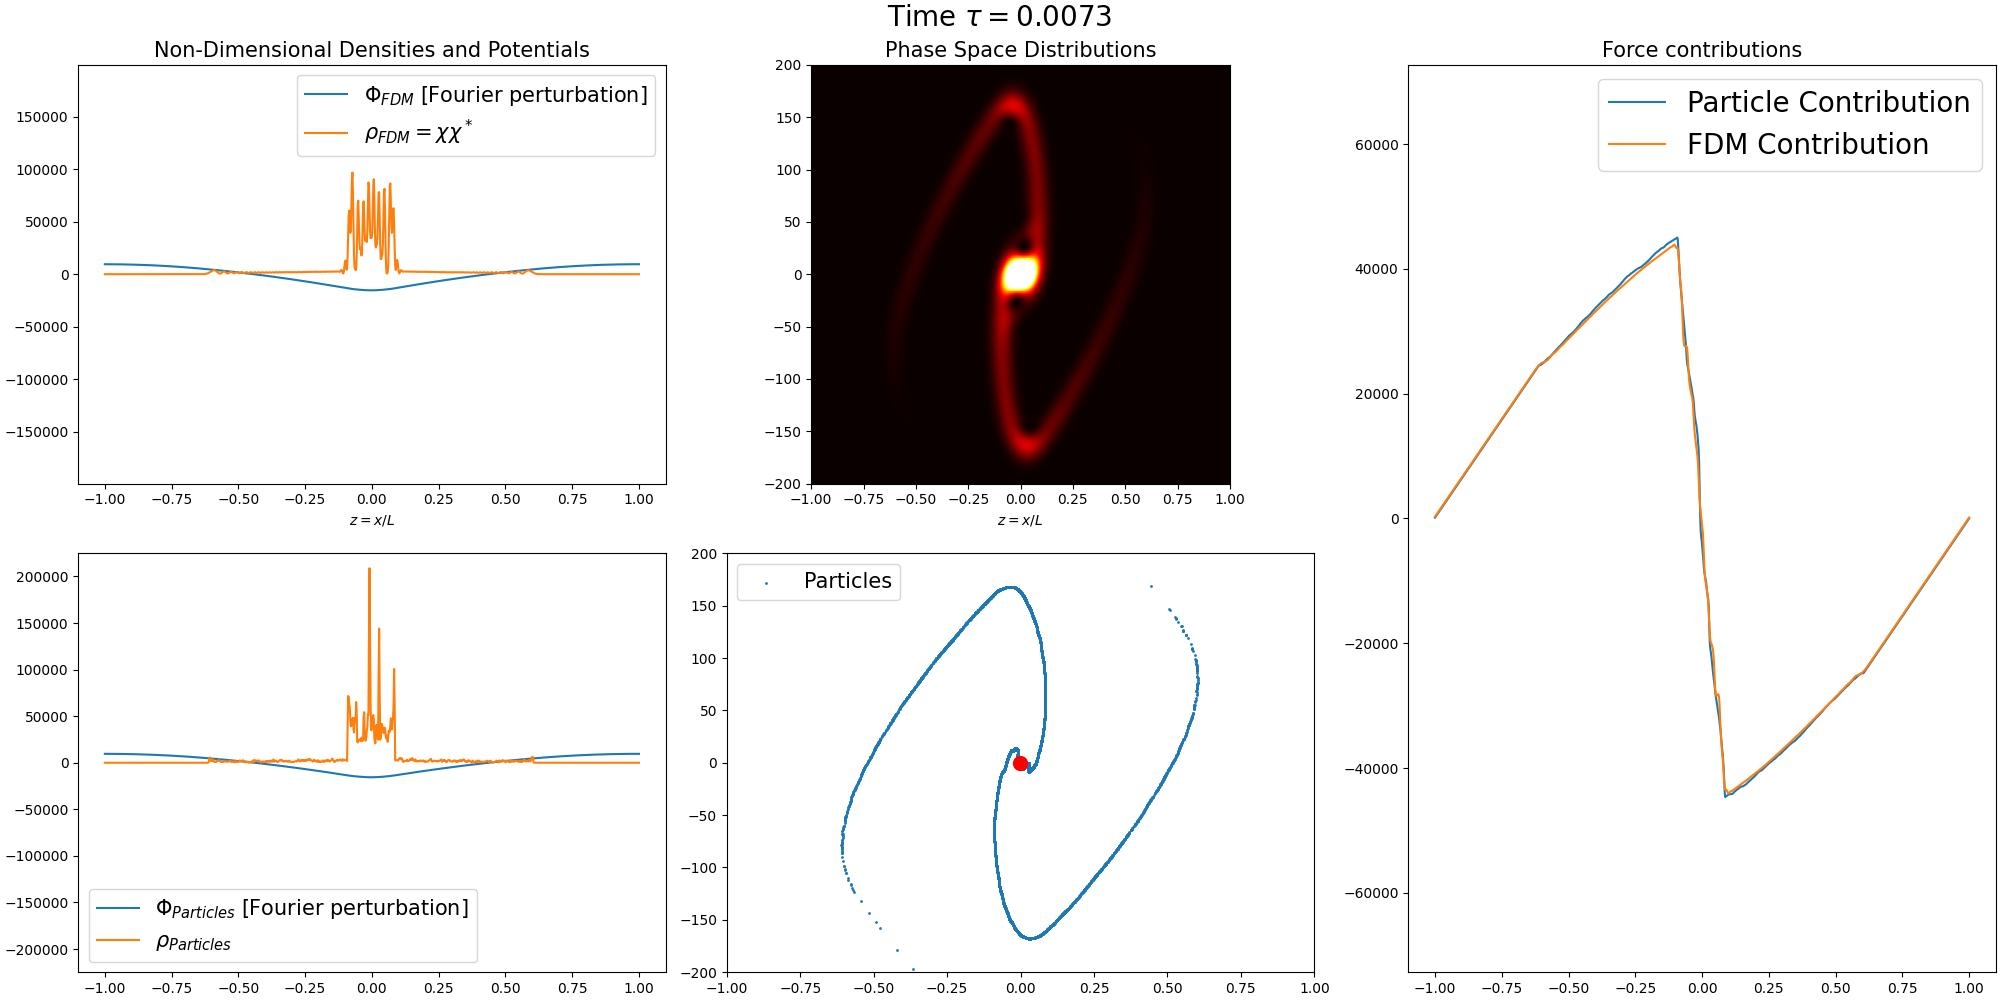 Time τ = 0.0073
Non-Dimensional Densities and Potentials
Φ_FDM [Fourier perturbation]
ρ_FDM = χχ*
150000
100000
50000
0
−50000
−100000
−150000
−1.00 −0.75 −0.50 −0.25 0.00 0.25 0.50 0.75 1.00
z = x/L
Phase Space Distributions
200
150
100
50
0
−50
−100
−150
−200
−1.00 −0.75 −0.50 −0.25 0.00 0.25 0.50 0.75 1.00
z = x/L
Force contributions
Particle Contribution
FDM Contribution
60000
40000
20000
0
−20000
−40000
−60000
−1.00 −0.75 −0.50 −0.25 0.00 0.25 0.50 0.75 1.00
200000
150000
100000
50000
0
−50000
−100000
−150000
−200000
Φ_Particles [Fourier perturbation]
ρ_Particles
−1.00 −0.75 −0.50 −0.25 0.00 0.25 0.50 0.75 1.00
Particles
200
150
100
50
0
−50
−100
−150
−200
−1.00 −0.75 −0.50 −0.25 0.00 0.25 0.50 0.75 1.00